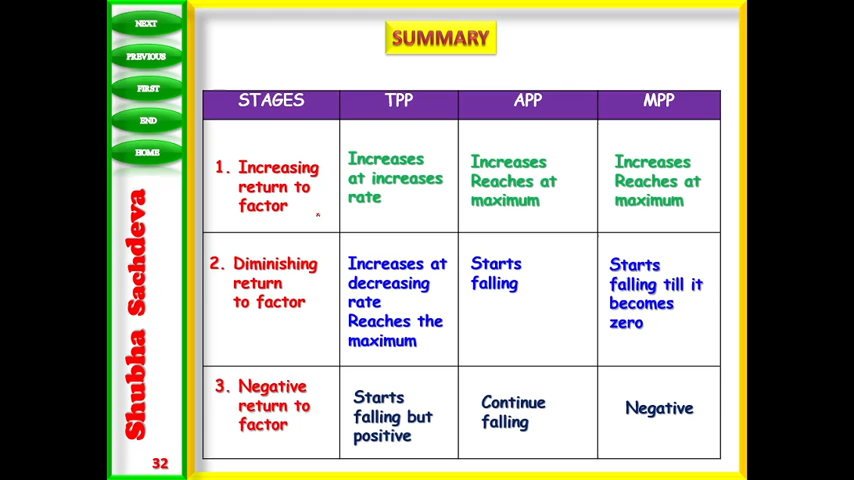 NEXT
PREVIOUS
FIRST
END
HOME
Shubha Sachdeva
32
SUMMARY
STAGES TPP APP MPP
1. Increasing
return to
factor
Increases
at increases
rate
Increases
Reaches at
maximum
Increases
Reaches at
maximum
2. Diminishing
return
to factor
Increases at
decreasing
rate
Reaches the
maximum
Starts
falling
Starts
falling till it
becomes
zero
3. Negative
return to
factor
Starts
falling but
positive
Continue
falling
Negative